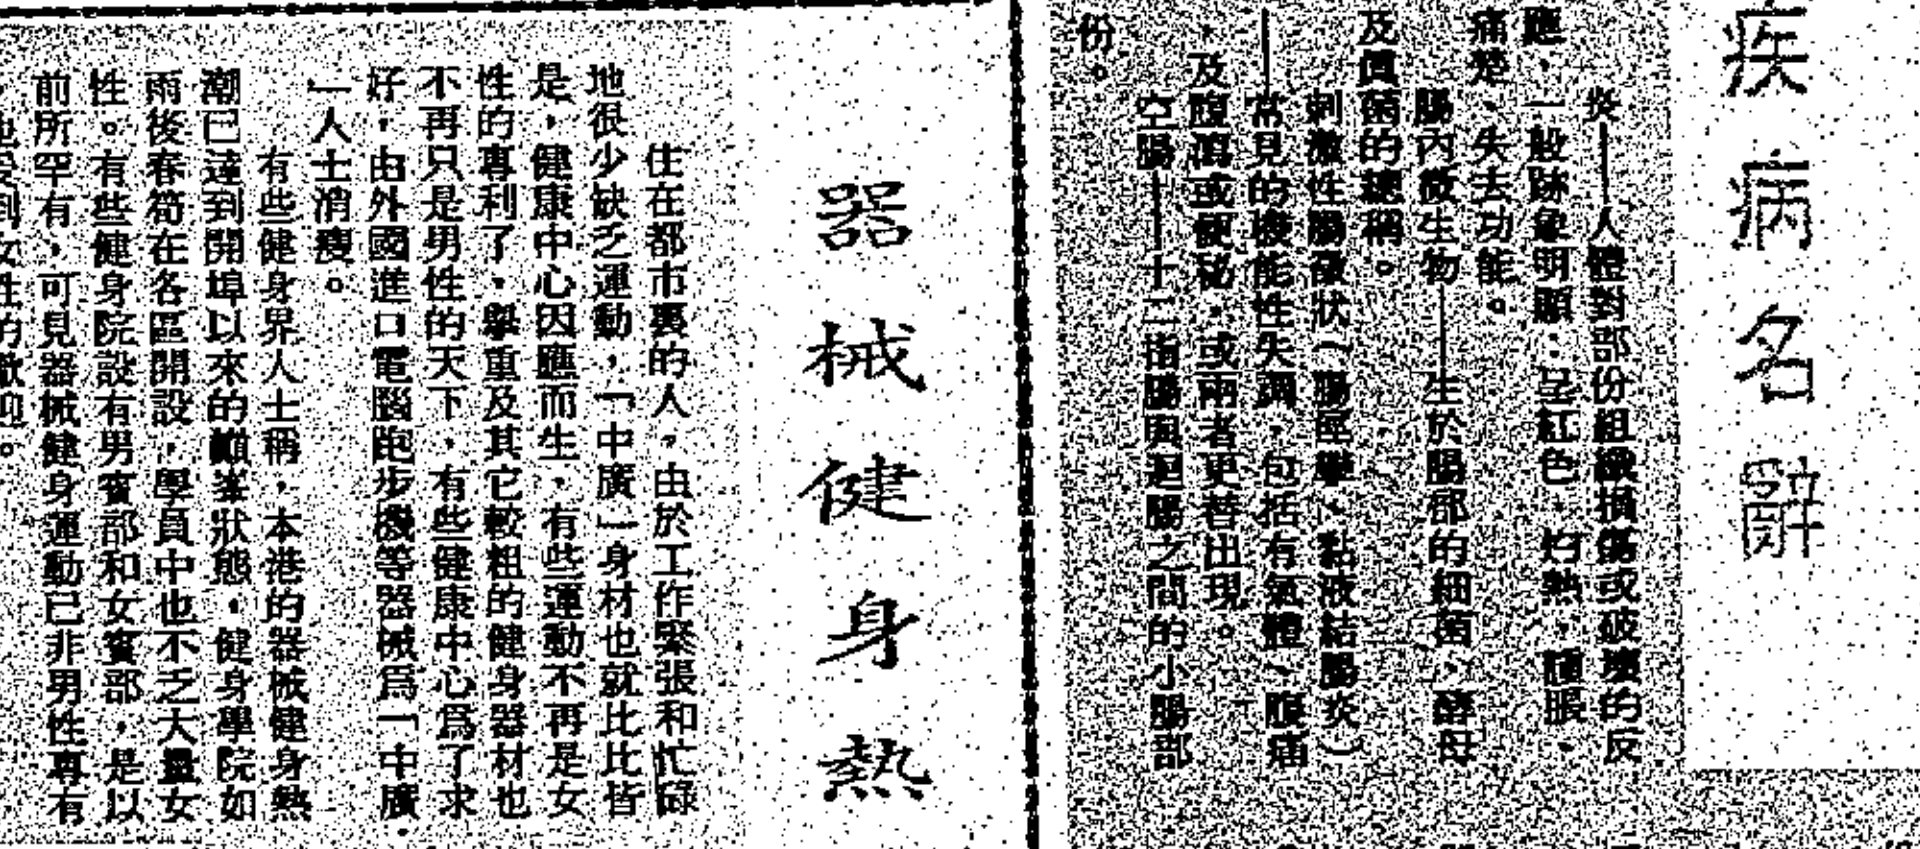 疾病名辭
炎——人體對部份組織損傷或破壞的反
應,一般跡象明顯:呈紅色,灼熱,腫脹、
痛楚、失去功能。
腸內微生物——生於腸部的細菌、酵母
及真菌的總稱。
刺激性腸徵狀(腸痙攣、黏液結腸炎)
——常見的機能性失調,包括有氣體、腹痛
,及腹瀉或便秘,或兩者更替出現。
空腸——十二指腸與迴腸之間的小腸部
份。
器械健身熱
住在都市裏的人,由於工作緊張和忙碌
地很少缺乏運動,「中廣」身材也就比比皆
是,健康中心因應而生,有些運動不再是女
性的專利了,舉重及其它較粗的健身器材也
不再只是男性的天下,有些健康中心爲了求
好,由外國進口電腦跑步機等器械爲「中廣
」人士消瘦。
有些健身界人士稱,本港的器械健身熱
潮已達到開埠以來的巔峯狀態,健身學院如
雨後春筍在各區開設,學員中也不乏大量女
性。有些健身院設有男賓部和女賓部,是以
前所罕有,可見器械健身運動已非男性專有
,也受到女性的歡迎。